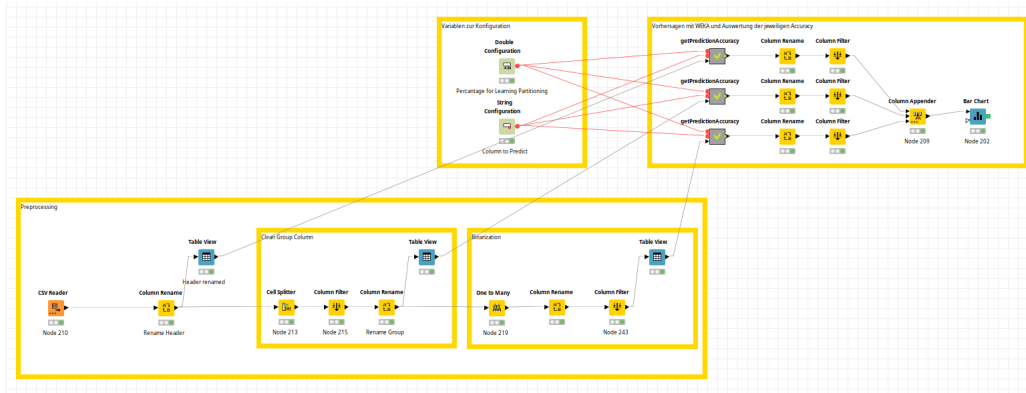 Variablen zur Konfiguration
Double
Configuration
Percentage for Learning Partitioning
String
Configuration
Column to Predict
Vorhersagen mit WEKA und Auswertung der jeweiligen Accuracy
getPredictionAccuracy
Column Rename
Column Filter
getPredictionAccuracy
Column Rename
Column Filter
getPredictionAccuracy
Column Rename
Column Filter
Column Appender
Node 209
Bar Chart
Node 202
Preprocessing
CSV Reader
Node 210
Column Rename
Rename Header
Table View
Header renamed
Clean Group Column
Cell Splitter
Node 213
Column Filter
Node 215
Column Rename
Rename Group
Table View
Binarization
One to Many
Node 219
Column Rename
Column Filter
Node 243
Table View